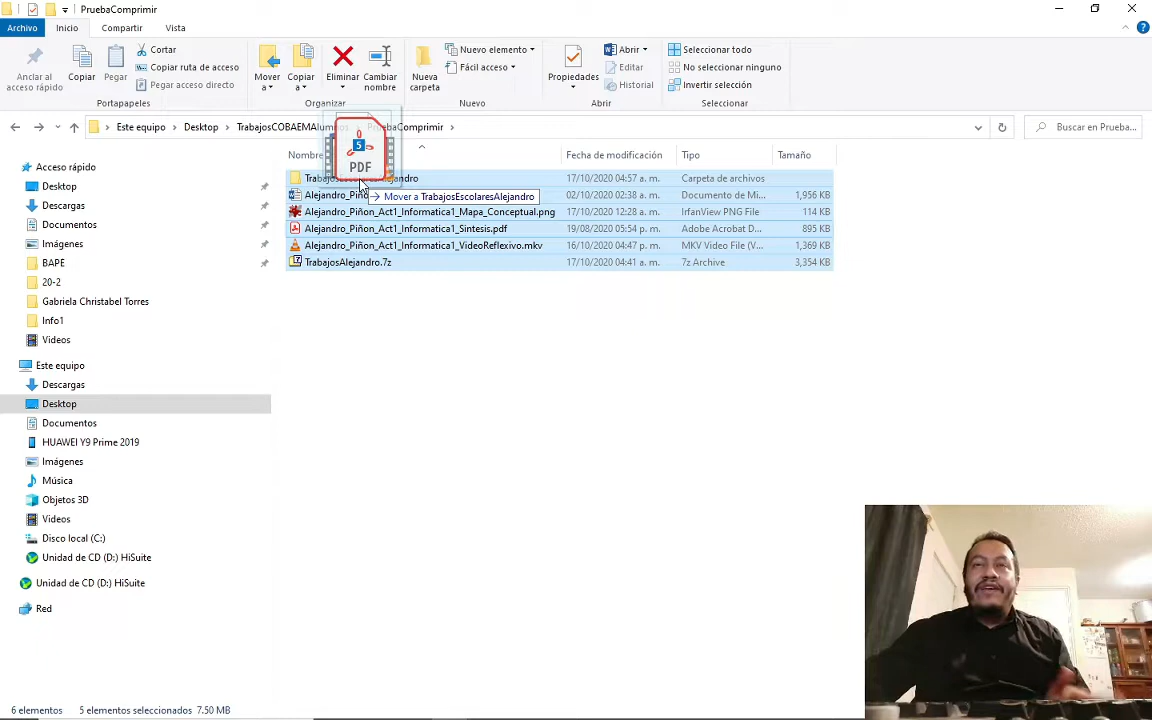 PruebaComprimir
Archivo Inicio Compartir Vista
Anclar al acceso rápido
Copiar
Pegar
Cortar
Copiar ruta de acceso
Pegar acceso directo
Portapapeles
Mover a
Copiar a
Eliminar
Cambiar nombre
Organizar
Nueva carpeta
Nuevo elemento
Fácil acceso
Nuevo
Propiedades
Abrir
Editar
Historial
Abrir
Seleccionar todo
No seleccionar ninguno
Invertir selección
Seleccionar
Este equipo > Desktop > PruebaComprimir >
Buscar en Prueba...
Fecha de modificación Tipo Tamaño
17/10/2020 04:57 a. m. Carpeta de archivos
02/10/2020 02:38 a. m. Documento de Mi... 1,956 KB
Alejandro_Piñon_Act1_Informatica1_Mapa_Conceptual.png 17/10/2020 12:28 a. m. IrfanView PNG File 114 KB
Alejandro_Piñon_Act1_Informatica1_Sintesis.pdf 19/08/2020 05:54 p. m. Adobe Acrobat D... 895 KB
Alejandro_Piñon_Act1_Informatica1_VideoReflexivo.mkv 16/10/2020 04:47 p. m. MKV Video File (V... 1,369 KB
TrabajosAlejandro.7z 17/10/2020 04:41 a. m. 7z Archive 3,354 KB
5
PDF
Mover a TrabajosEscolaresAlejandro
Acceso rápido
Desktop
Descargas
Documentos
Imágenes
BAPE
20-2
Gabriela Christabel Torres
Info1
Videos
Este equipo
Descargas
Desktop
Documentos
HUAWEI Y9 Prime 2019
Imágenes
Música
Objetos 3D
Videos
Disco local (C:)
Unidad de CD (D:) HiSuite
Unidad de CD (D:) HiSuite
Red
6 elementos 5 elementos seleccionados 7.50 MB